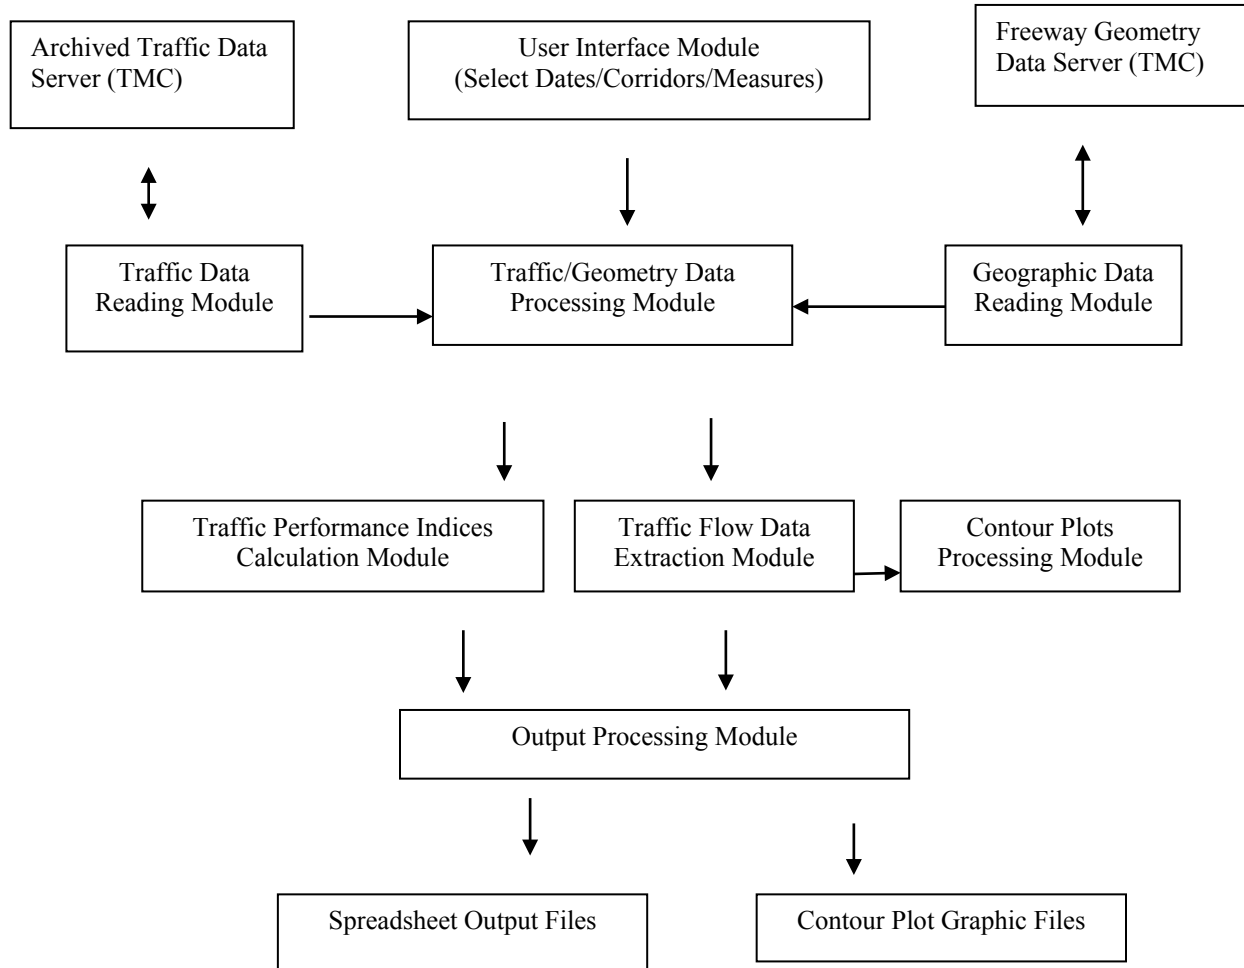 Archived Traffic Data
Server (TMC)
User Interface Module
(Select Dates/Corridors/Measures)
Freeway Geometry
Data Server (TMC)
Traffic Data
Reading Module
Traffic/Geometry Data
Processing Module
Geographic Data
Reading Module
Traffic Performance Indices
Calculation Module
Traffic Flow Data
Extraction Module
Contour Plots
Processing Module
Output Processing Module
Spreadsheet Output Files
Contour Plot Graphic Files